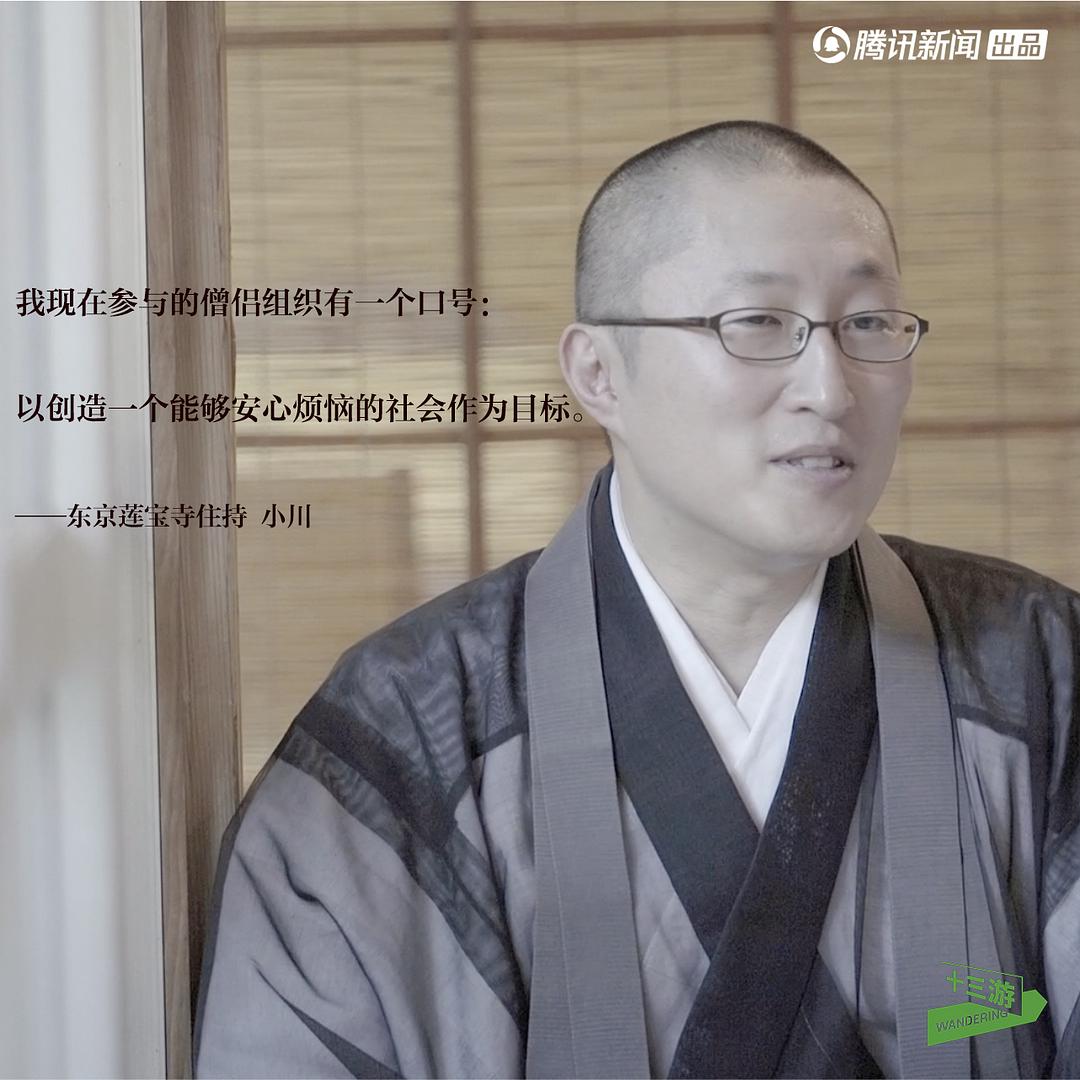 腾讯新闻 出品
我现在参与的僧侣组织有一个口号：
以创造一个能够安心烦恼的社会作为目标。
——东京莲宝寺住持 小川
十三游
WANDERING